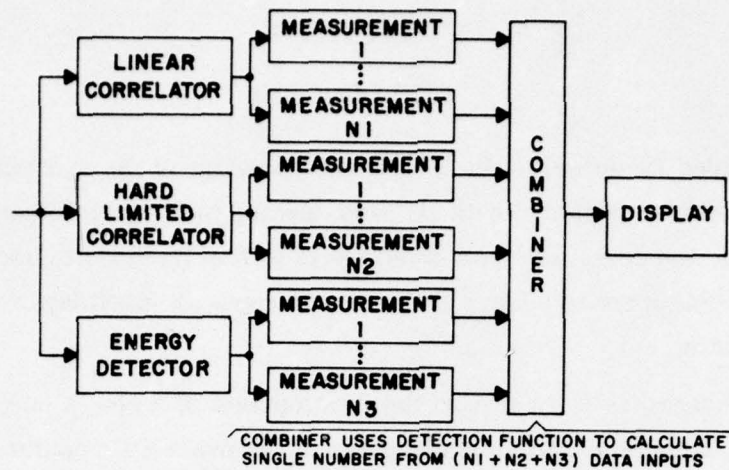 MEASUREMENT
1
LINEAR
CORRELATOR
MEASUREMENT
N1
MEASUREMENT
1
HARD
LIMITED
CORRELATOR
MEASUREMENT
N2
MEASUREMENT
1
ENERGY
DETECTOR
MEASUREMENT
N3
COMBINER
DISPLAY
COMBINER USES DETECTION FUNCTION TO CALCULATE
SINGLE NUMBER FROM (N1+N2+N3) DATA INPUTS